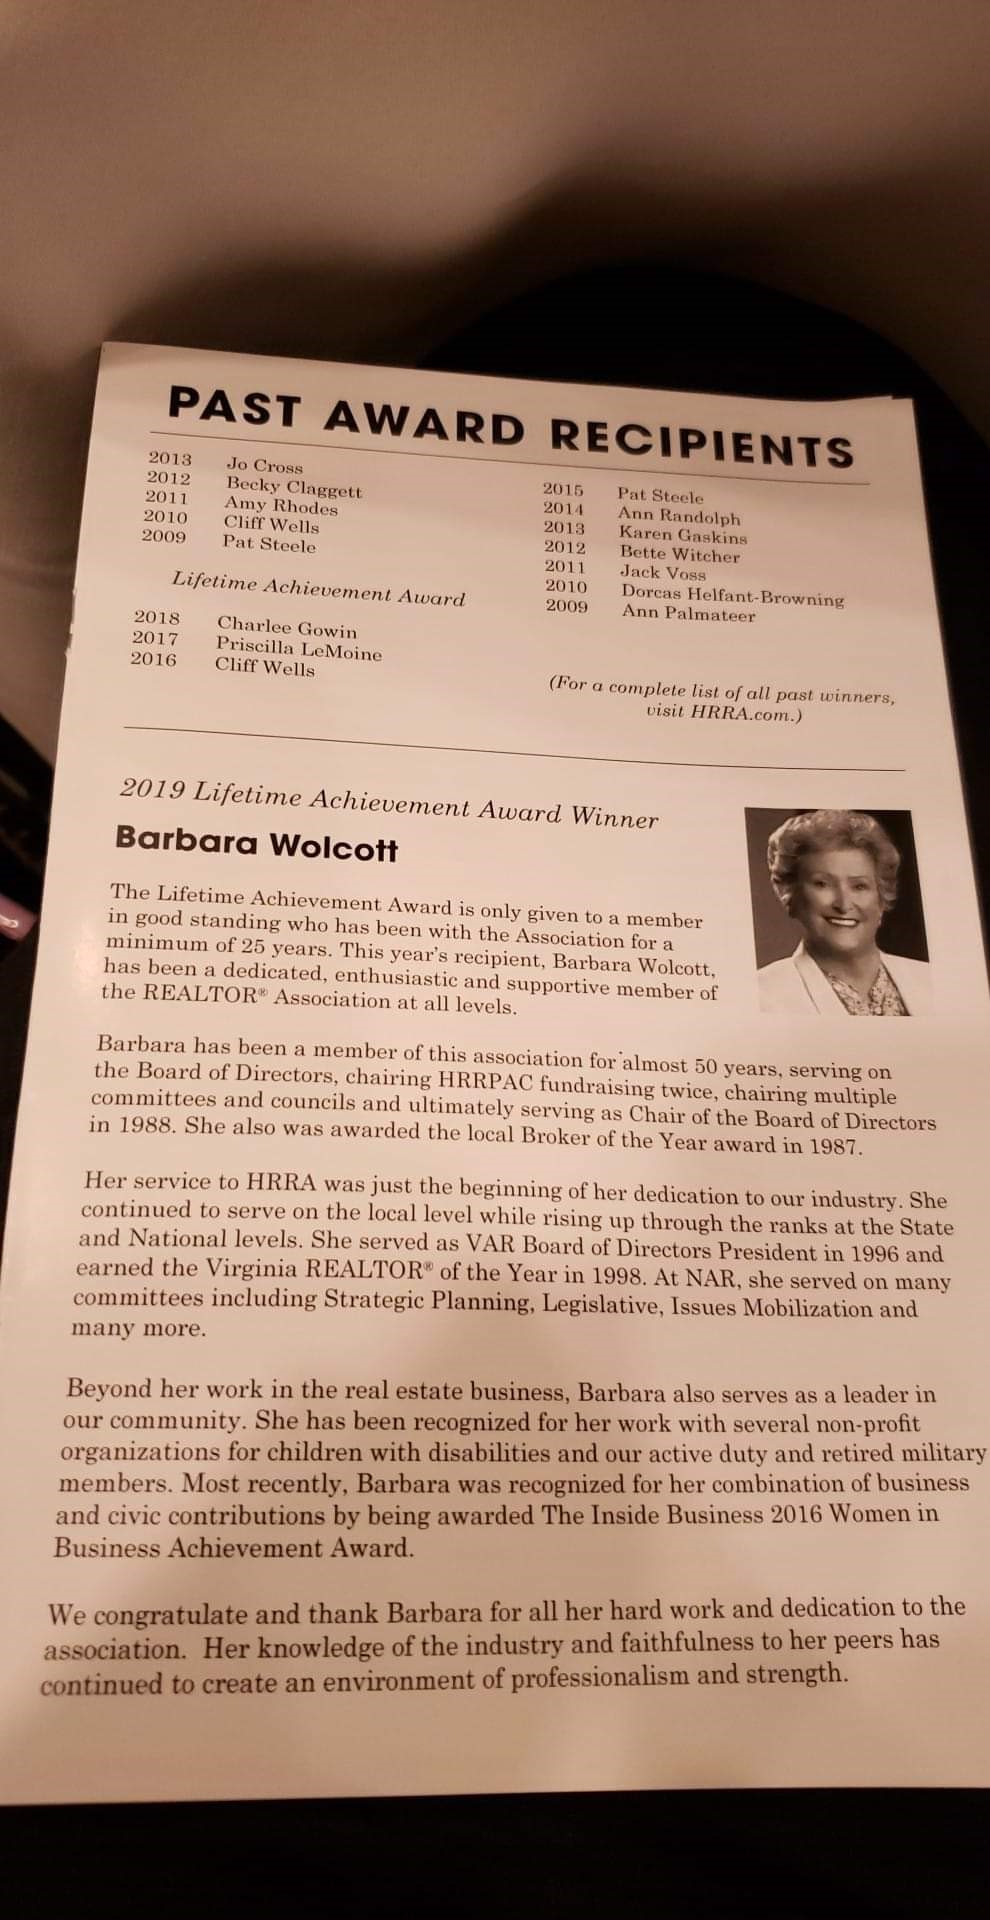 PAST AWARD RECIPIENTS
2013 Jo Cross
2012 Becky Claggett
2011 Amy Rhodes
2010 Cliff Wells
2009 Pat Steele
Lifetime Achievement Award
2018 Charlee Gowin
2017 Priscilla LeMoine
2016 Cliff Wells
2015 Pat Steele
2014 Ann Randolph
2013 Karen Gaskins
2012 Bette Witcher
2011 Jack Voss
2010 Dorcas Helfant-Browning
2009 Ann Palmateer
(For a complete list of all past winners,
visit HRRA.com.)
2019 Lifetime Achievement Award Winner
Barbara Wolcott
The Lifetime Achievement Award is only given to a member
in good standing who has been with the Association for a
minimum of 25 years. This year's recipient, Barbara Wolcott,
has been a dedicated, enthusiastic and supportive member of
the REALTOR® Association at all levels.
Barbara has been a member of this association for almost 50 years, serving on
the Board of Directors, chairing HRRPAC fundraising twice, chairing multiple
committees and councils and ultimately serving as Chair of the Board of Directors
in 1988. She also was awarded the local Broker of the Year award in 1987.
Her service to HRRA was just the beginning of her dedication to our industry. She
continued to serve on the local level while rising up through the ranks at the State
and National levels. She served as VAR Board of Directors President in 1996 and
earned the Virginia REALTOR® of the Year in 1998. At NAR, she served on many
committees including Strategic Planning, Legislative, Issues Mobilization and
many more.
Beyond her work in the real estate business, Barbara also serves as a leader in
our community. She has been recognized for her work with several non-profit
organizations for children with disabilities and our active duty and retired military
members. Most recently, Barbara was recognized for her combination of business
and civic contributions by being awarded The Inside Business 2016 Women in
Business Achievement Award.
We congratulate and thank Barbara for all her hard work and dedication to the
association. Her knowledge of the industry and faithfulness to her peers has
continued to create an environment of professionalism and strength.